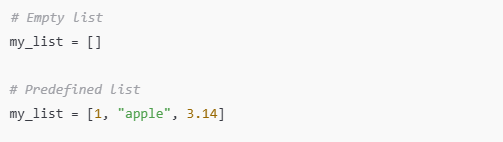 # Empty list
my_list = []
# Predefined list
my_list = [1, "apple", 3.14]